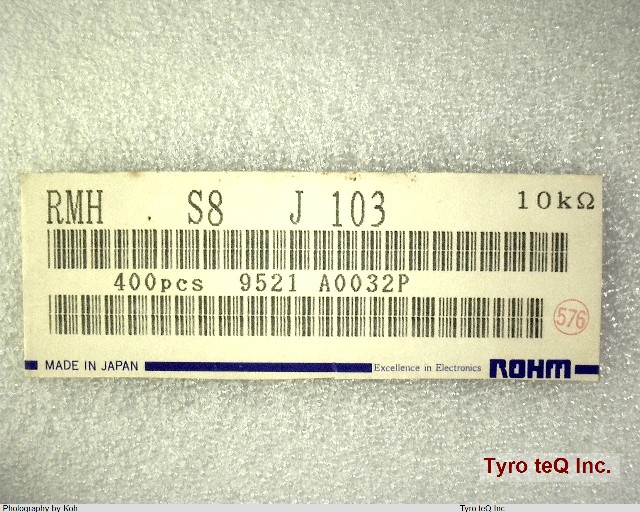 RMH S8 J 103 10kΩ
400pcs 9521 A0032P
576
MADE IN JAPAN Excellence in Electronics ROHM
Tyro teQ Inc.
Photography by Koh Tyro teQ Inc